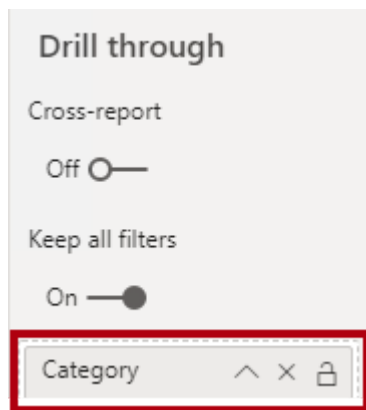 Drill through
Cross-report
Off
Keep all filters
On
Category